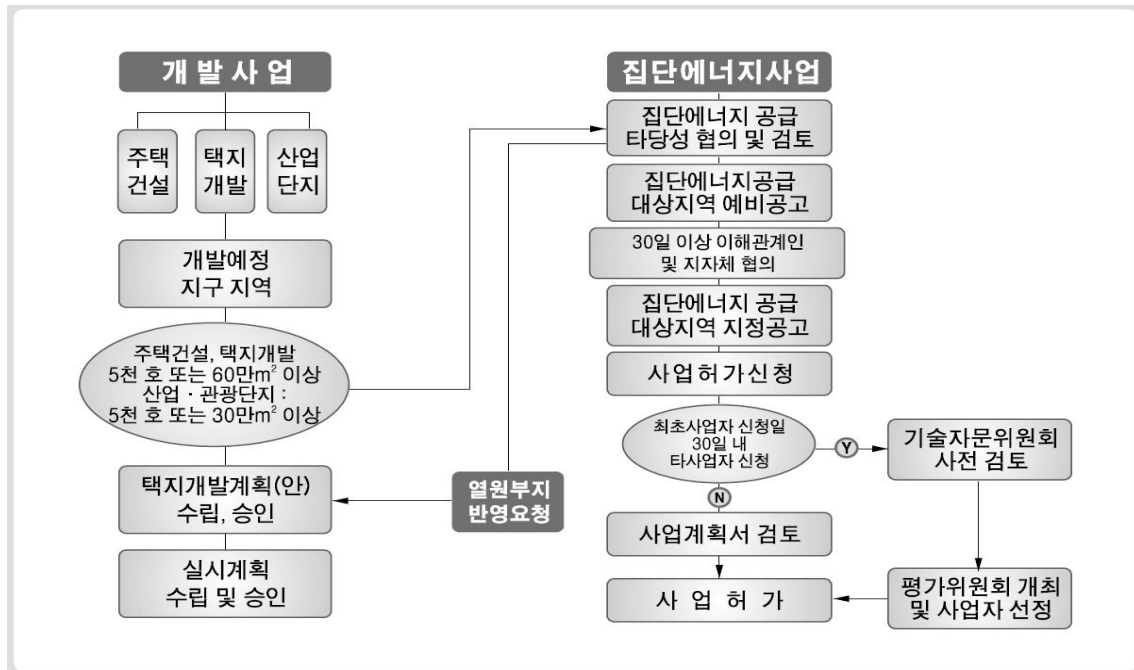 개 발 사 업
주택
건설
택지
개발
산업
단지
개발예정
지구 지역
주택건설, 택지개발
5천 호 또는 60만m² 이상
산업 · 관광단지 :
5천 호 또는 30만m² 이상
택지개발계획(안)
수립, 승인
실시계획
수립 및 승인
열원부지
반영요청
집단에너지사업
집단에너지 공급
타당성 협의 및 검토
집단에너지공급
대상지역 예비공고
30일 이상 이해관계인
및 지자체 협의
집단에너지 공급
대상지역 지정공고
사업허가신청
최초사업자 신청일
30일 내
타사업자 신청
Y
기술자문위원회
사전 검토
N
사업계획서 검토
사 업 허 가
평가위원회 개최
및 사업자 선정